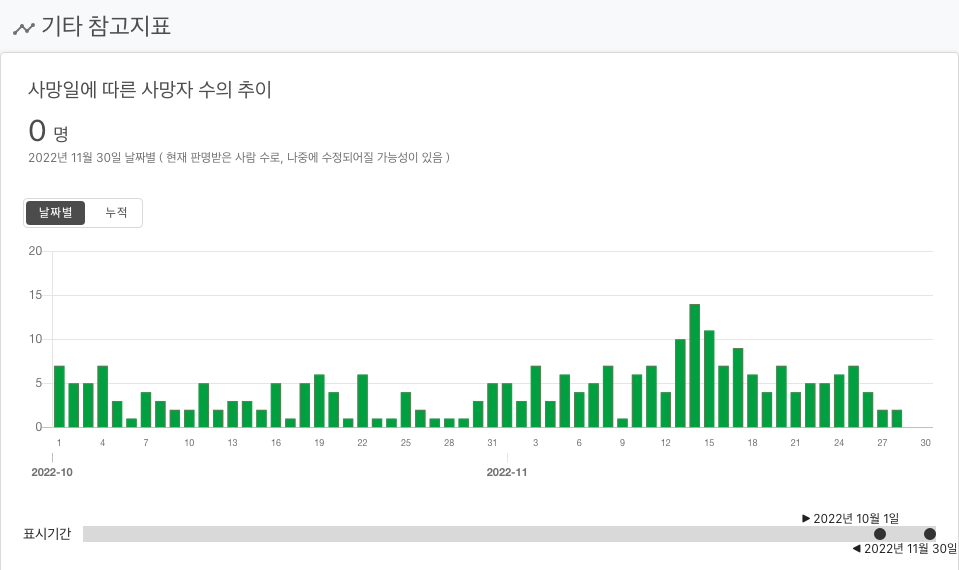 기타 참고지표
사망일에 따른 사망자 수의 추이
0 명
2022년 11월 30일 날짜별 ( 현재 판명받은 사람 수로, 나중에 수정되어질 가능성이 있음 )
날짜별 누적
20
15
10
5
0
1 4 7 10 13 16 19 22 25 28 31 3 6 9 12 15 18 21 24 27 30
2022-10 2022-11
▶ 2022년 10월 1일
표시기간
◀ 2022년 11월 30일